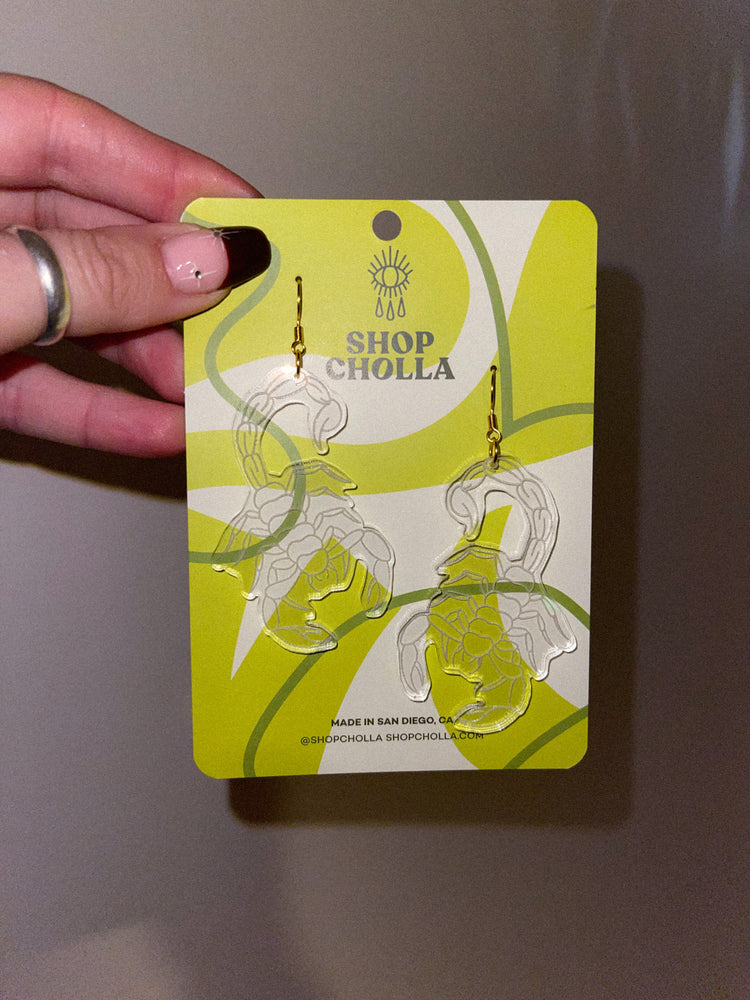 SHOP
CHOLLA
MADE IN SAN DIEGO, CA
@SHOPCHOLLA SHOPCHOLLA.COM